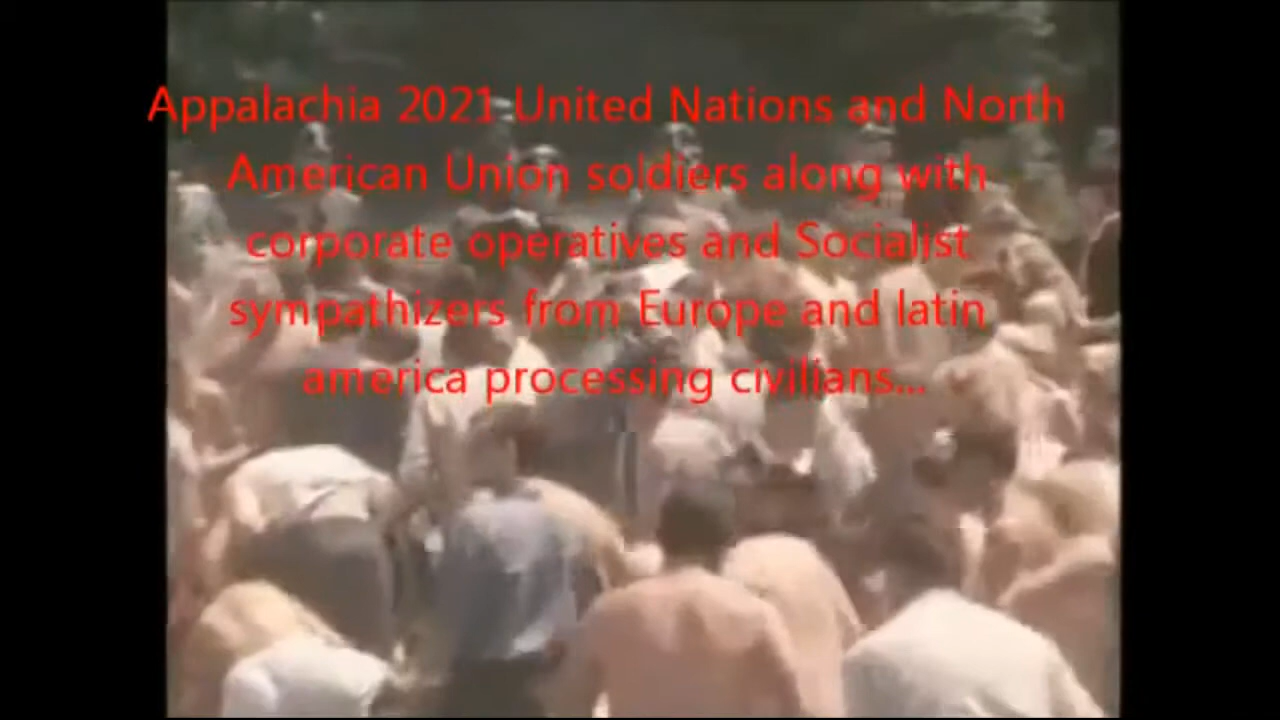 Appalachia 2021-United Nations and North
American Union soldiers along with
corporate operatives and Socialist
sympathizers from Europe and latin
america processing civilians...